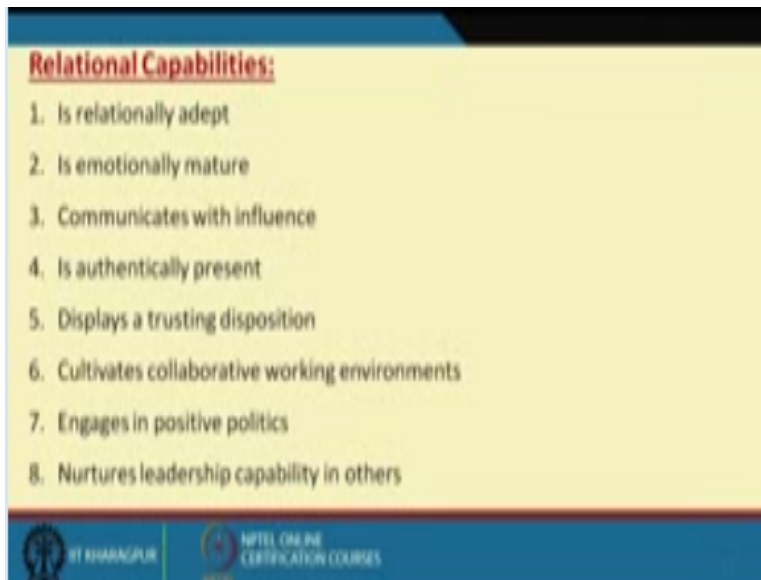 Relational Capabilities:
1. Is relationally adept
2. Is emotionally mature
3. Communicates with influence
4. Is authentically present
5. Displays a trusting disposition
6. Cultivates collaborative working environments
7. Engages in positive politics
8. Nurtures leadership capability in others
IIT KHARAGPUR
NPTEL ONLINE
CERTIFICATION COURSES